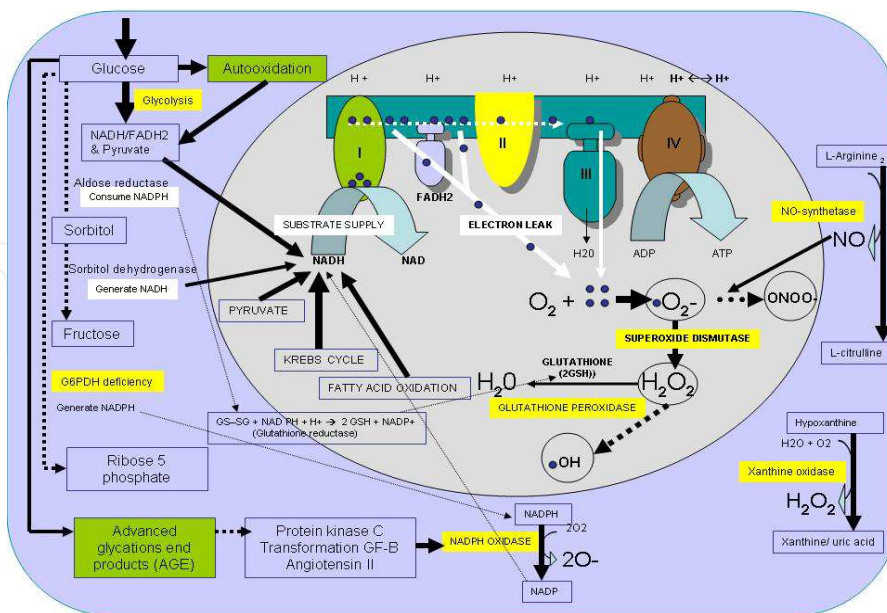 Glucose
Autooxidation
Glycolysis
NADH/FADH2
& Pyruvate
Aldose reductase
Consume NADPH
Sorbitol
Sorbitol dehydrogenase
Generate NADH
Fructose
G6PDH deficiency
Generate NADPH
Ribose 5
phosphate
Advanced
glycations end
products (AGE)
Protein kinase C
Transformation GF-B
Angiotensin II
NADPH OXIDASE
NADPH
2O2
2O-
NADP
H +
H +
H +
H +
H+ ↔ H+
I
II
III
IV
FADH2
SUBSTRATE SUPPLY
ELECTRON LEAK
NADH
NAD
H20
ADP
ATP
PYRUVATE
KREBS CYCLE
FATTY ACID OXIDATION
O2 +
O2-
ONOO-
SUPEROXIDE DISMUTASE
GLUTATHIONE
(2GSH))
H20
H2O2
GLUTATHIONE PEROXIDASE
GS–SG + NAD PH + H+ → 2 GSH + NADP+
(Glutathione reductase)
OH
L-Arginine 2
NO-synthetase
NO
L-citrulline
Hypoxanthine
H2O + O2
Xanthine oxidase
H2O2
Xanthine/ uric acid